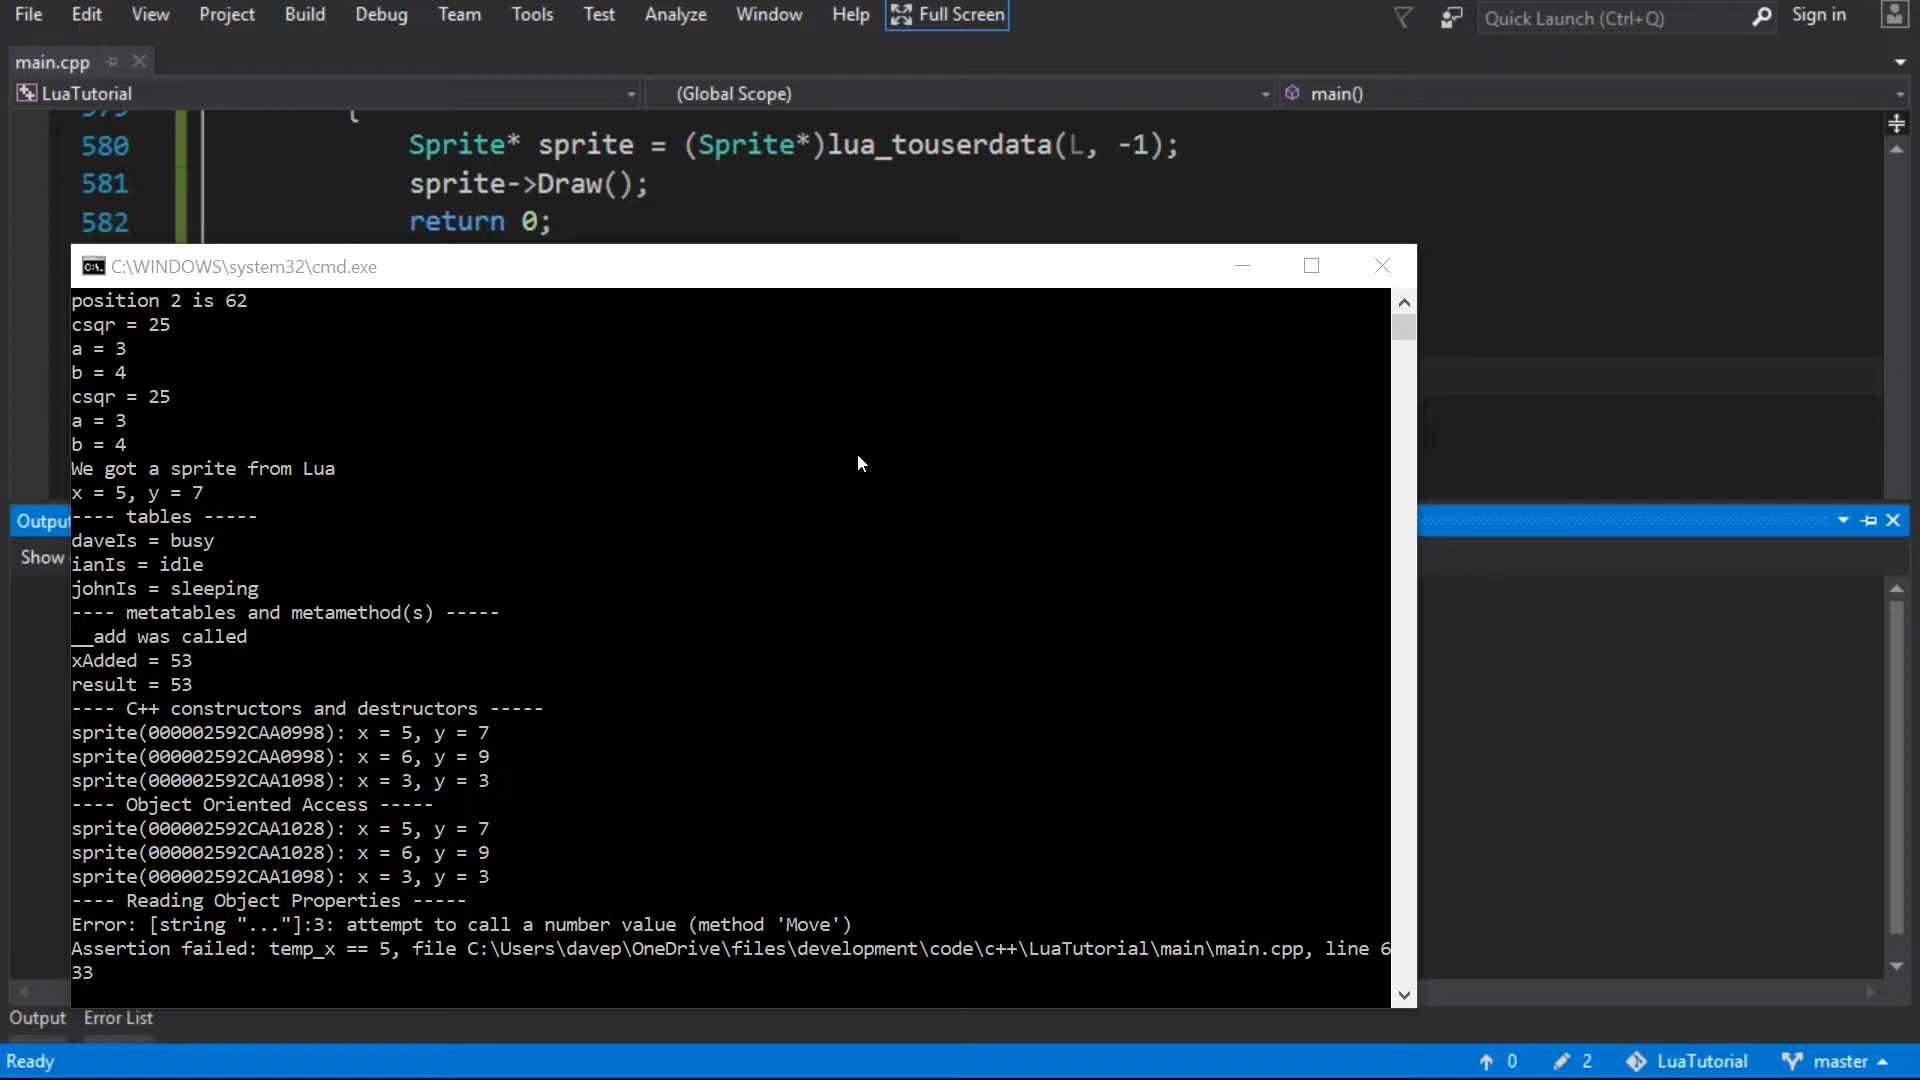 File Edit View Project Build Debug Team Tools Test Analyze Window Help Full Screen Quick Launch (Ctrl+Q) Sign in
main.cpp
LuaTutorial (Global Scope) main()
579 {
580 Sprite* sprite = (Sprite*)lua_touserdata(L, -1);
581 sprite->Draw();
582 return 0;
C:\WINDOWS\system32\cmd.exe
position 2 is 62
csqr = 25
a = 3
b = 4
csqr = 25
a = 3
b = 4
We got a sprite from Lua
x = 5, y = 7
---- tables -----
daveIs = busy
ianIs = idle
johnIs = sleeping
---- metatables and metamethod(s) -----
__add was called
xAdded = 53
result = 53
---- C++ constructors and destructors -----
sprite(000002592CAA0998): x = 5, y = 7
sprite(000002592CAA0998): x = 6, y = 9
sprite(000002592CAA1098): x = 3, y = 3
---- Object Oriented Access -----
sprite(000002592CAA1028): x = 5, y = 7
sprite(000002592CAA1028): x = 6, y = 9
sprite(000002592CAA1098): x = 3, y = 3
---- Reading Object Properties -----
Error: [string "..."]:3: attempt to call a number value (method 'Move')
Assertion failed: temp_x == 5, file C:\Users\davep\OneDrive\files\development\code\c++\LuaTutorial\main\main.cpp, line 6
33
Output
Show
Output Error List
Ready 0 2 LuaTutorial master